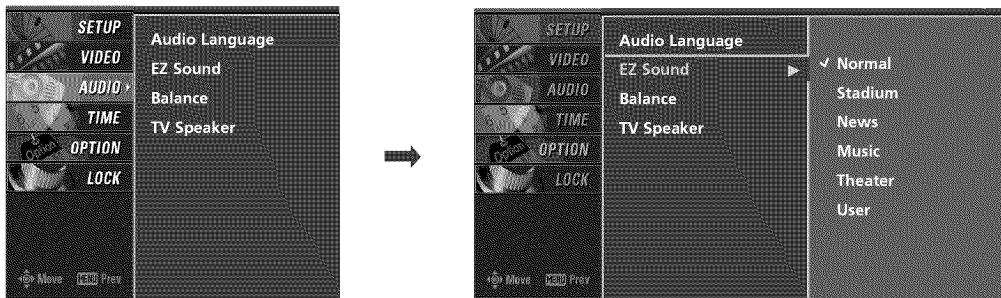 SETUP
VIDEO
AUDIO
TIME
OPTION
LOCK
Audio Language
EZ Sound
Balance
TV Speaker
Move MENU Prev
SETUP
VIDEO
AUDIO
TIME
OPTION
LOCK
Audio Language
EZ Sound
Balance
TV Speaker
Normal
Stadium
News
Music
Theater
User
Move MENU Prev